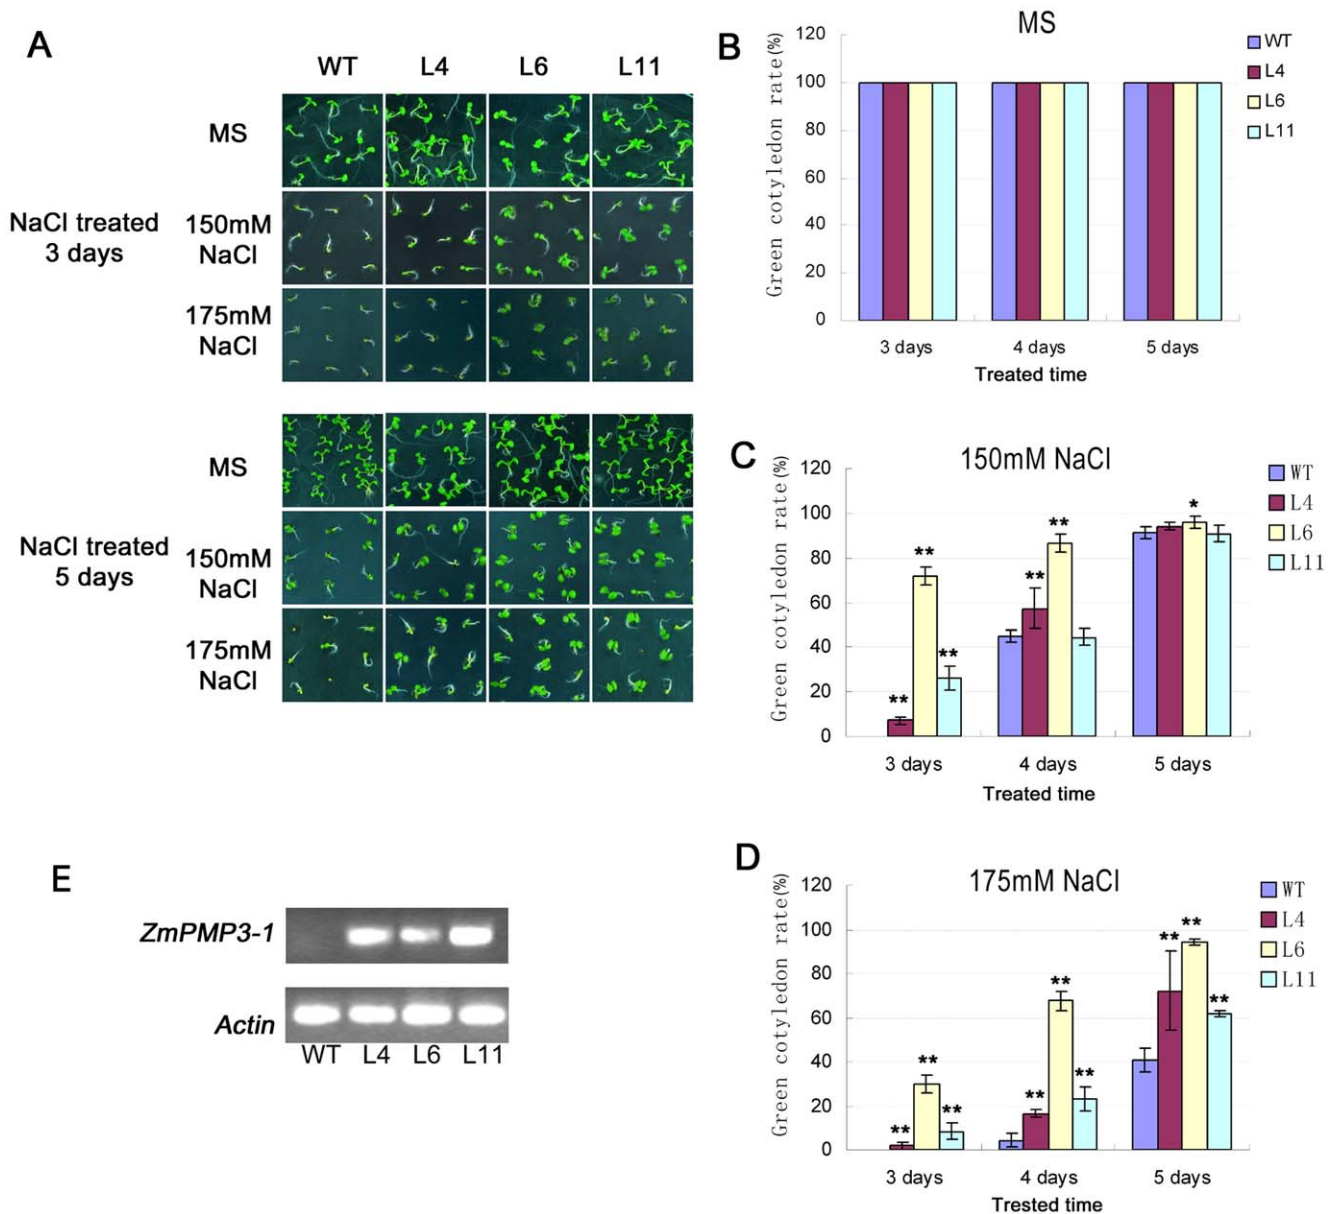 A
WT L4 L6 L11
MS
NaCl treated
3 days
150mM
NaCl
175mM
NaCl
MS
NaCl treated
5 days
150mM
NaCl
175mM
NaCl
B
MS
Green cotyledon rate(%)
120
100
80
60
40
20
0
3 days 4 days 5 days
Treated time
WT
L4
L6
L11
C
150mM NaCl
Green cotyledon rate(%)
120
100
80
60
40
20
0
** ** **
** **
*
3 days 4 days 5 days
Treated time
WT
L4
L6
L11
D
175mM NaCl
Green cotyledon rate(%)
120
100
80
60
40
20
0
** ** **
** ** **
** ** **
3 days 4 days 5 days
Trested time
WT
L4
L6
L11
E
ZmPMP3-1
Actin
WT L4 L6 L11